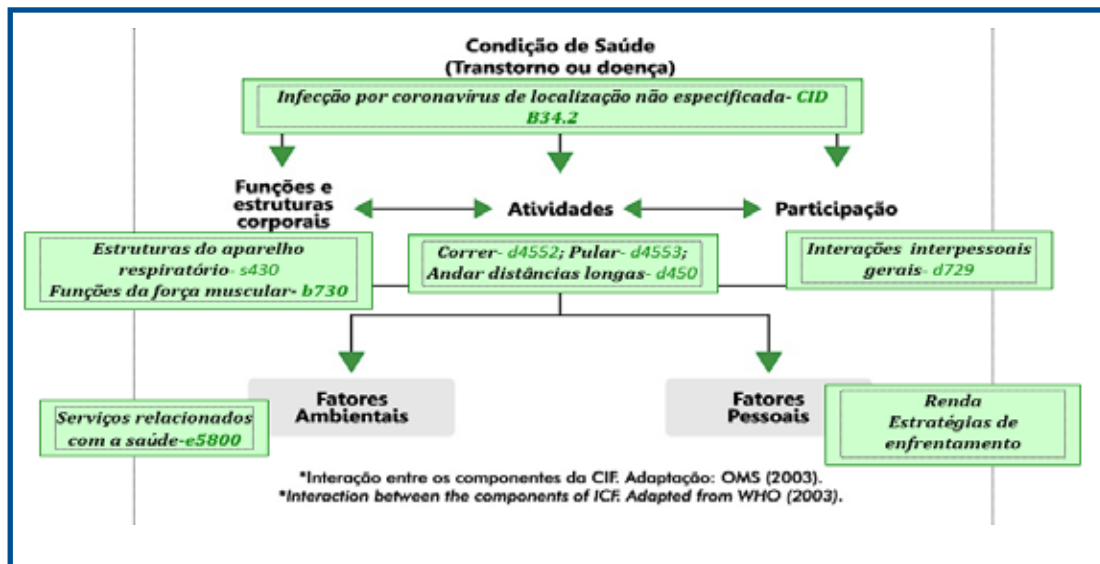 Condição de Saúde
(Transtorno ou doença)
Infecção por coronavírus de localização não especificada- CID
B34.2
Funções e
estruturas
corporais
Atividades
Participação
Estruturas do aparelho
respiratório- s430
Funções da força muscular- b730
Correr- d4552; Pular- d4553;
Andar distâncias longas- d450
Interações interpessoais
gerais- d729
Fatores
Ambientais
Fatores
Pessoais
Serviços relacionados
com a saúde-e5800
Renda
Estratégias de
enfrentamento
*Interação entre os componentes da CIF. Adaptação: OMS (2003).
*Interaction between the components of ICF. Adapted from WHO (2003).